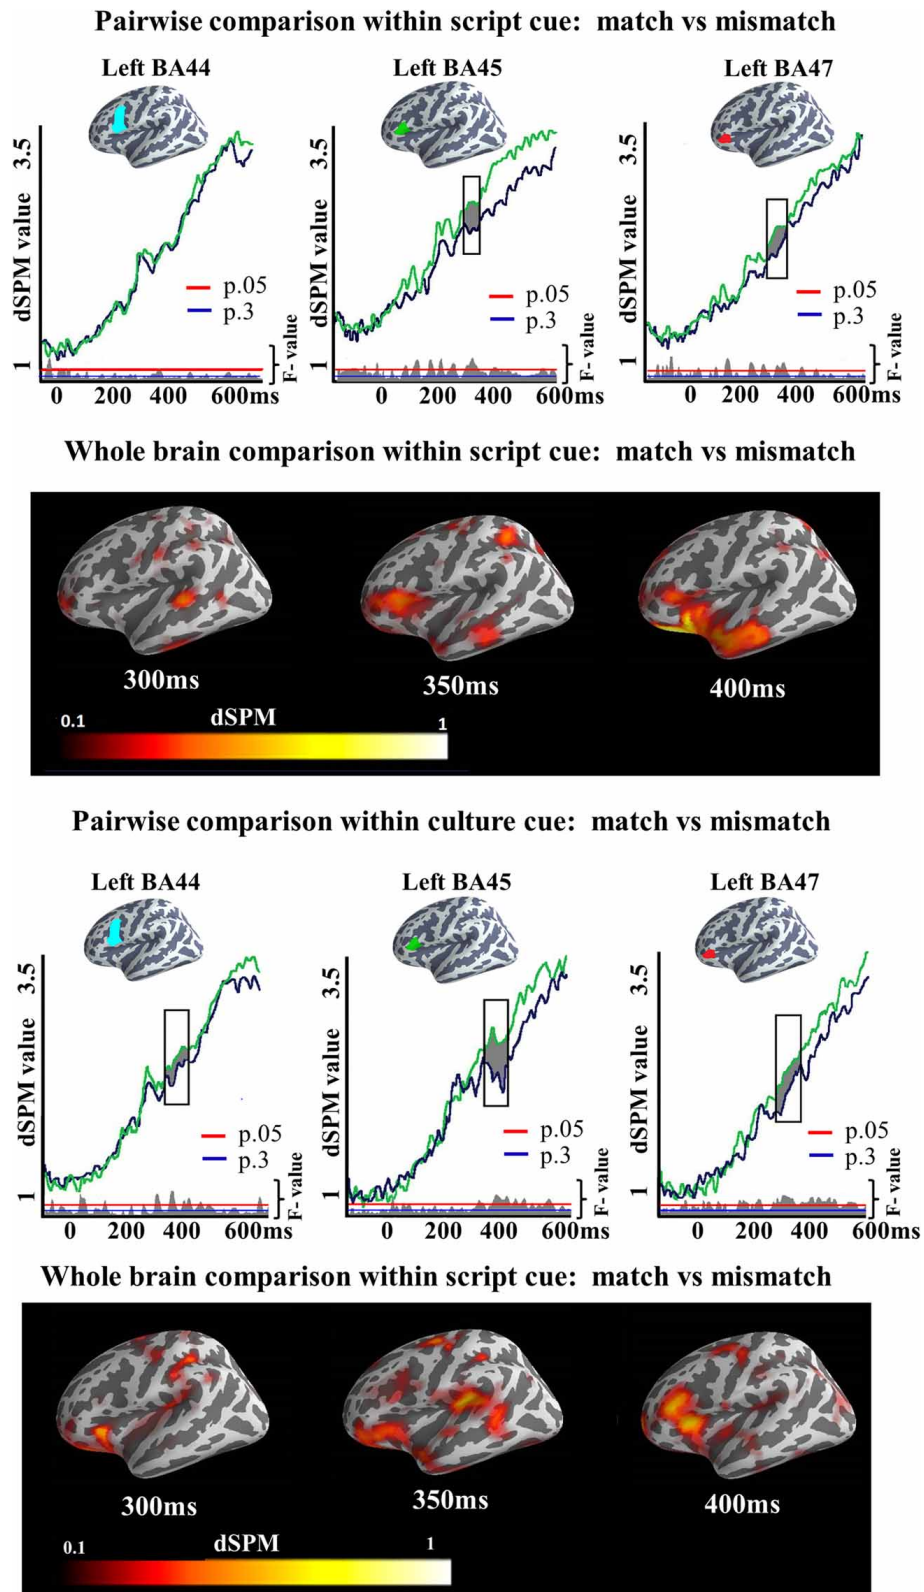 Pairwise comparison within script cue: match vs mismatch
Left BA44
Left BA45
Left BA47
3.5
dSPM value
1
p.05
p.3
F- value
0 200 400 600ms
3.5
dSPM value
1
p.05
p.3
F- value
0 200 400 600ms
3.5
dSPM value
1
p.05
p.3
F- value
0 200 400 600ms
Whole brain comparison within script cue: match vs mismatch
300ms
350ms
400ms
0.1 dSPM 1
Pairwise comparison within culture cue: match vs mismatch
Left BA44
Left BA45
Left BA47
3.5
dSPM value
1
p.05
p.3
F- value
0 200 400 600ms
3.5
dSPM value
1
p.05
p.3
F- value
0 200 400 600ms
3.5
dSPM value
1
p.05
p.3
F- value
0 200 400 600ms
Whole brain comparison within script cue: match vs mismatch
300ms
350ms
400ms
0.1 dSPM 1